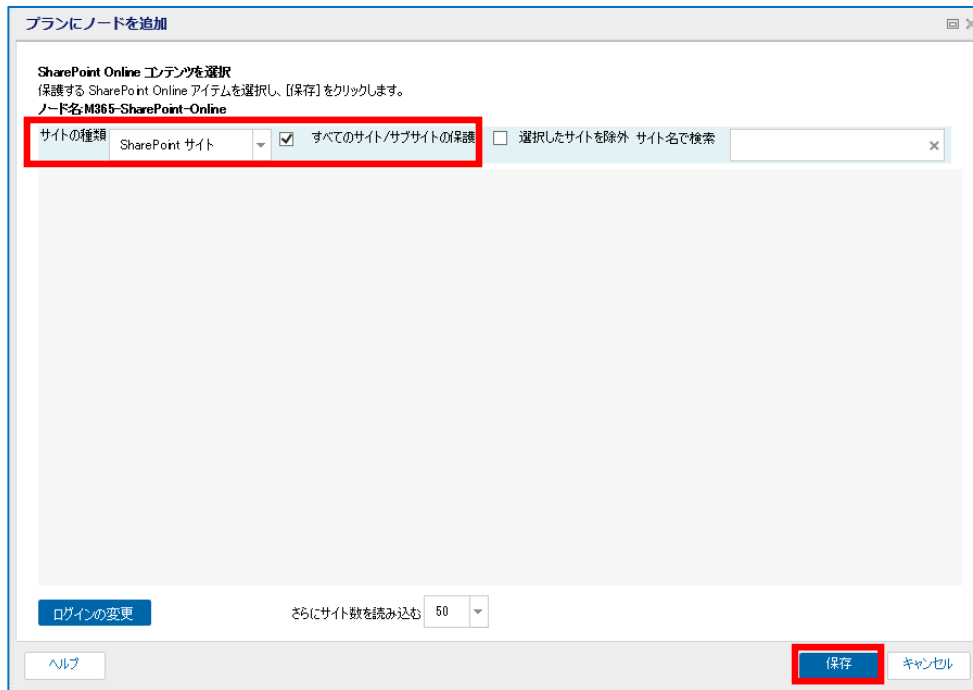 プランにノードを追加
SharePoint Online コンテンツを選択
保護する SharePoint Online アイテムを選択し、[保存] をクリックします。
ノード名:M365-SharePoint-Online
サイトの種類 SharePoint サイト すべてのサイト/サブサイトの保護 選択したサイトを除外 サイト名で検索
ログインの変更 さらにサイト数を読み込む 50
ヘルプ 保存 キャンセル